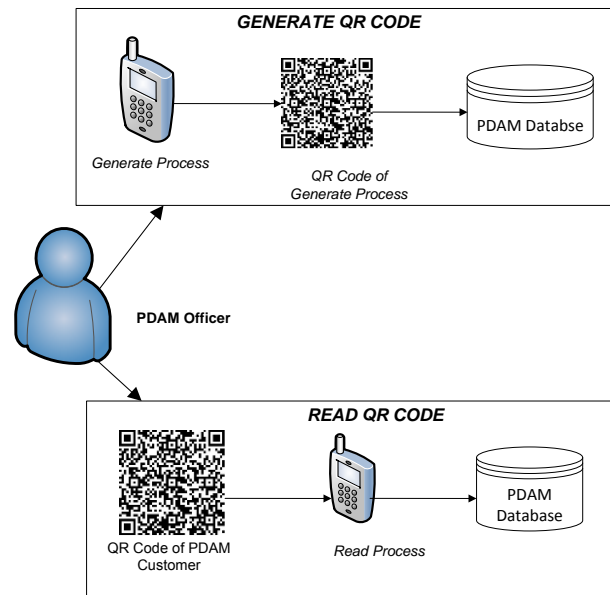 GENERATE QR CODE
PDAM Databse
Generate Process
QR Code of
Generate Process
PDAM Officer
READ QR CODE
PDAM
Database
QR Code of PDAM
Customer
Read Process